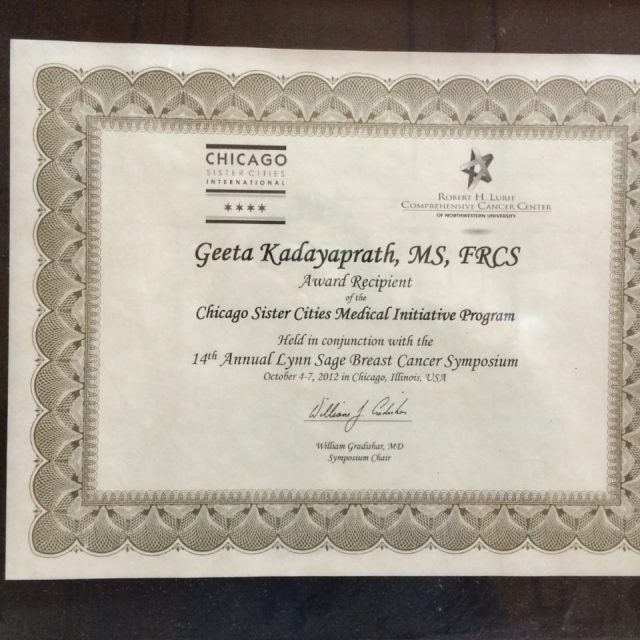 CHICAGO
SISTER CITIES
INTERNATIONAL
ROBERT H. LURIE
COMPREHENSIVE CANCER CENTER
OF NORTHWESTERN UNIVERSITY
Geeta Kadayaprath, MS, FRCS
Award Recipient
of the
Chicago Sister Cities Medical Initiative Program
Held in conjunction with the
14th Annual Lynn Sage Breast Cancer Symposium
October 4-7, 2012 in Chicago, Illinois, USA
William J. Gradishar
William Gradishar, MD
Symposium Chair